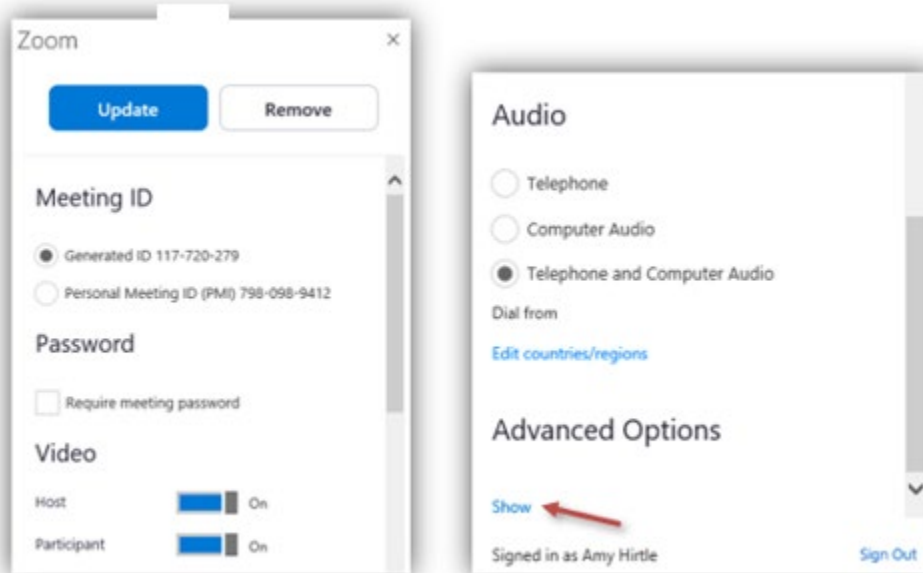 Zoom
Update
Remove
Meeting ID
Generated ID 117-720-279
Personal Meeting ID (PMI) 798-098-9412
Password
Require meeting password
Video
Host On
Participant On
Audio
Telephone
Computer Audio
Telephone and Computer Audio
Dial from
Edit countries/regions
Advanced Options
Show
Signed in as Amy Hirtle Sign Out